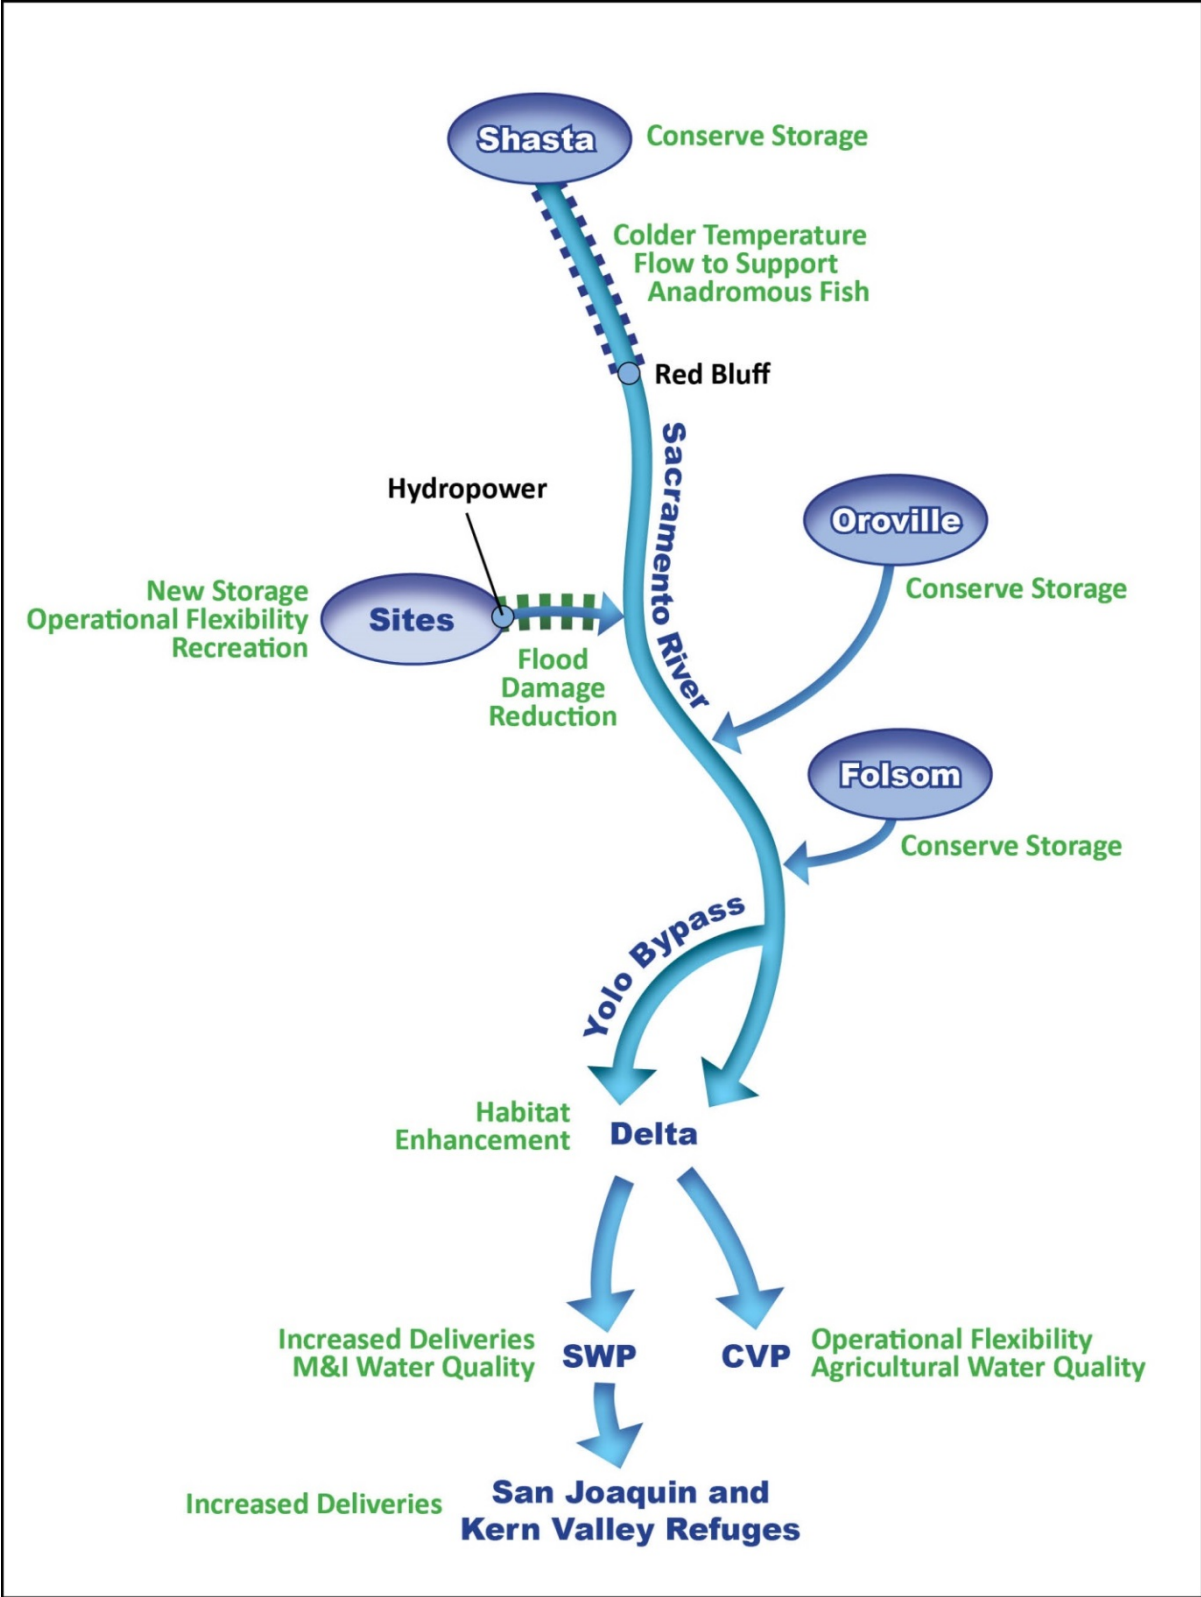 Shasta
Conserve Storage
Colder Temperature
Flow to Support
Anadromous Fish
Red Bluff
Sacramento River
Hydropower
Oroville
Conserve Storage
New Storage
Operational Flexibility
Recreation
Sites
Flood
Damage
Reduction
Folsom
Conserve Storage
Yolo Bypass
Habitat
Enhancement
Delta
Increased Deliveries
M&I Water Quality
SWP
CVP
Operational Flexibility
Agricultural Water Quality
Increased Deliveries
San Joaquin and
Kern Valley Refuges